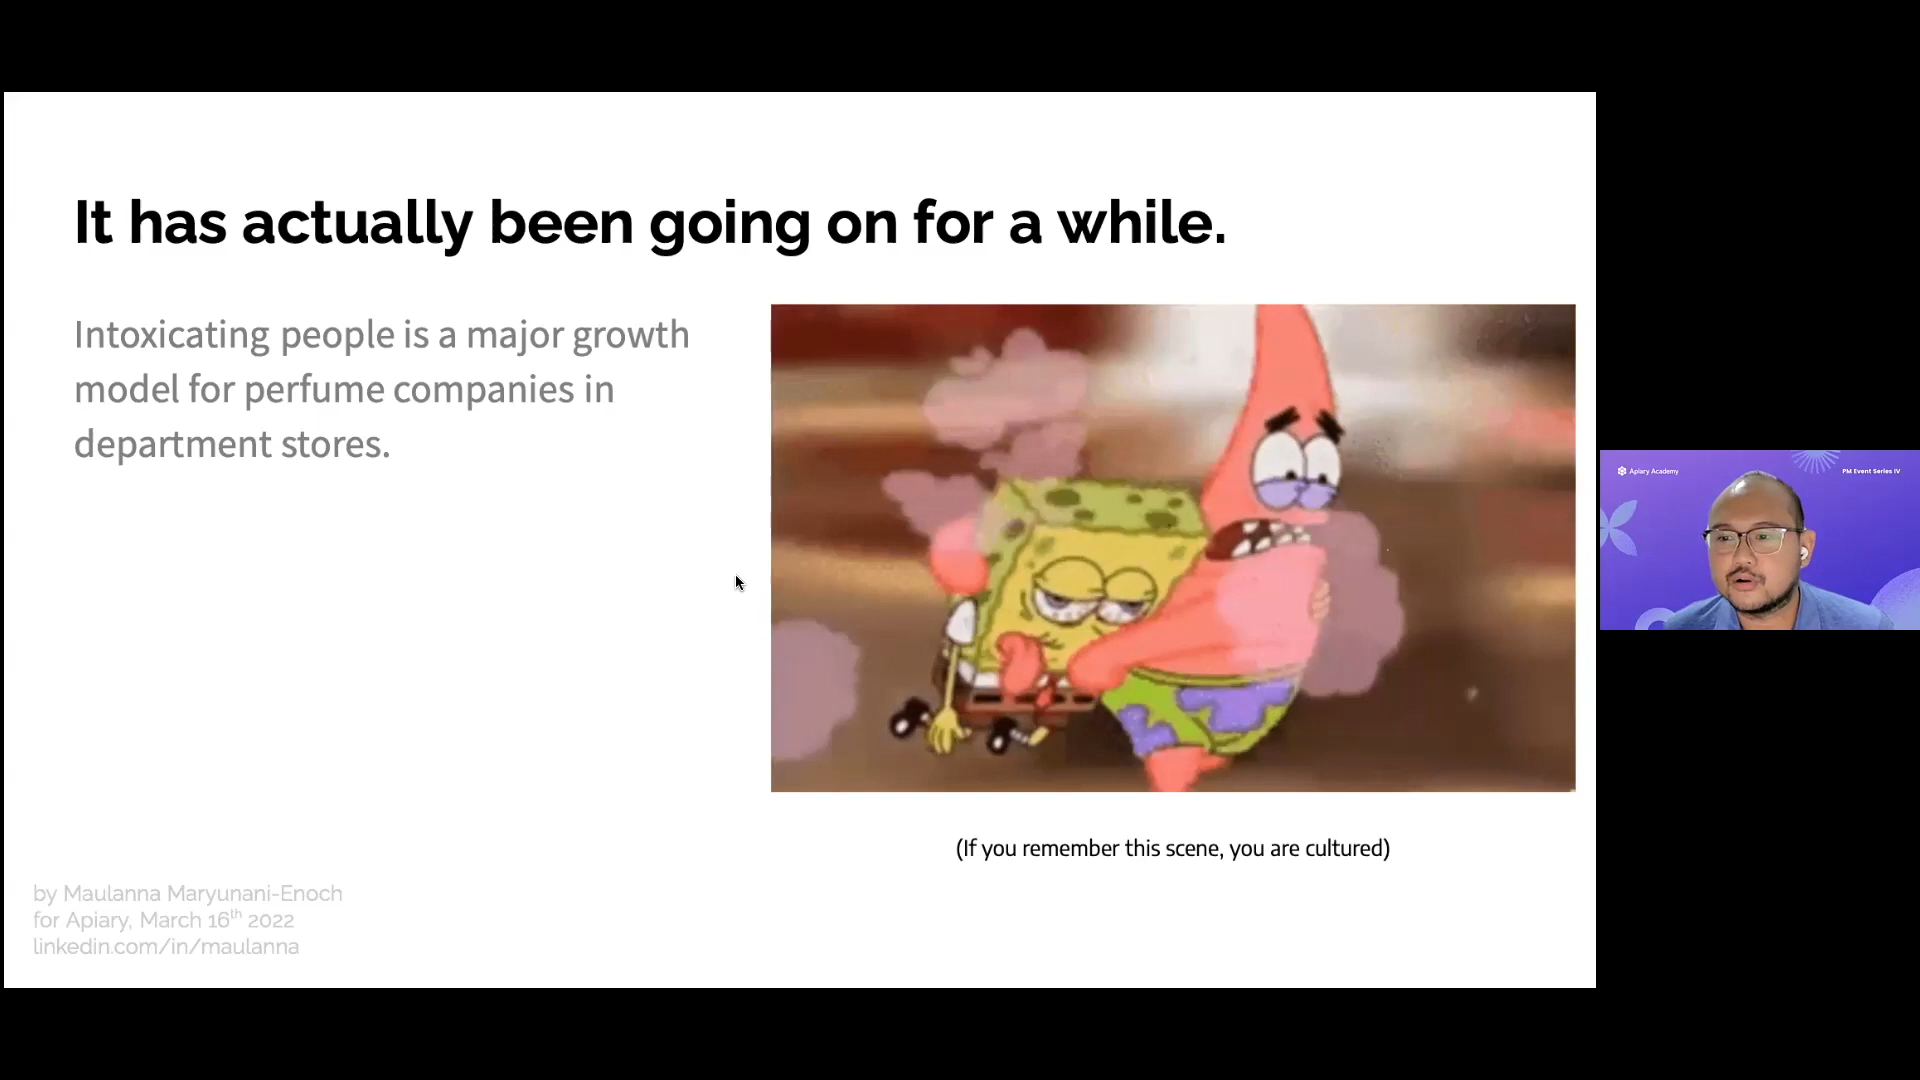 It has actually been going on for a while.
Intoxicating people is a major growth
model for perfume companies in
department stores.
(If you remember this scene, you are cultured)
by Maulanna Maryunani-Enoch
for Apiary, March 16th 2022
linkedin.com/in/maulanna
Apiary Academy
PM Event Series IV